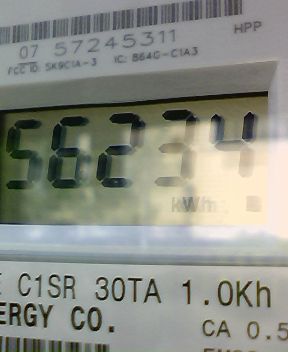 07 57245311
HPP
FCC ID: SK9C1A-3 IC: 864G-C1A3
56234
kWh
C1SR 30TA 1.0Kh
ERGY CO.
CA 0.5